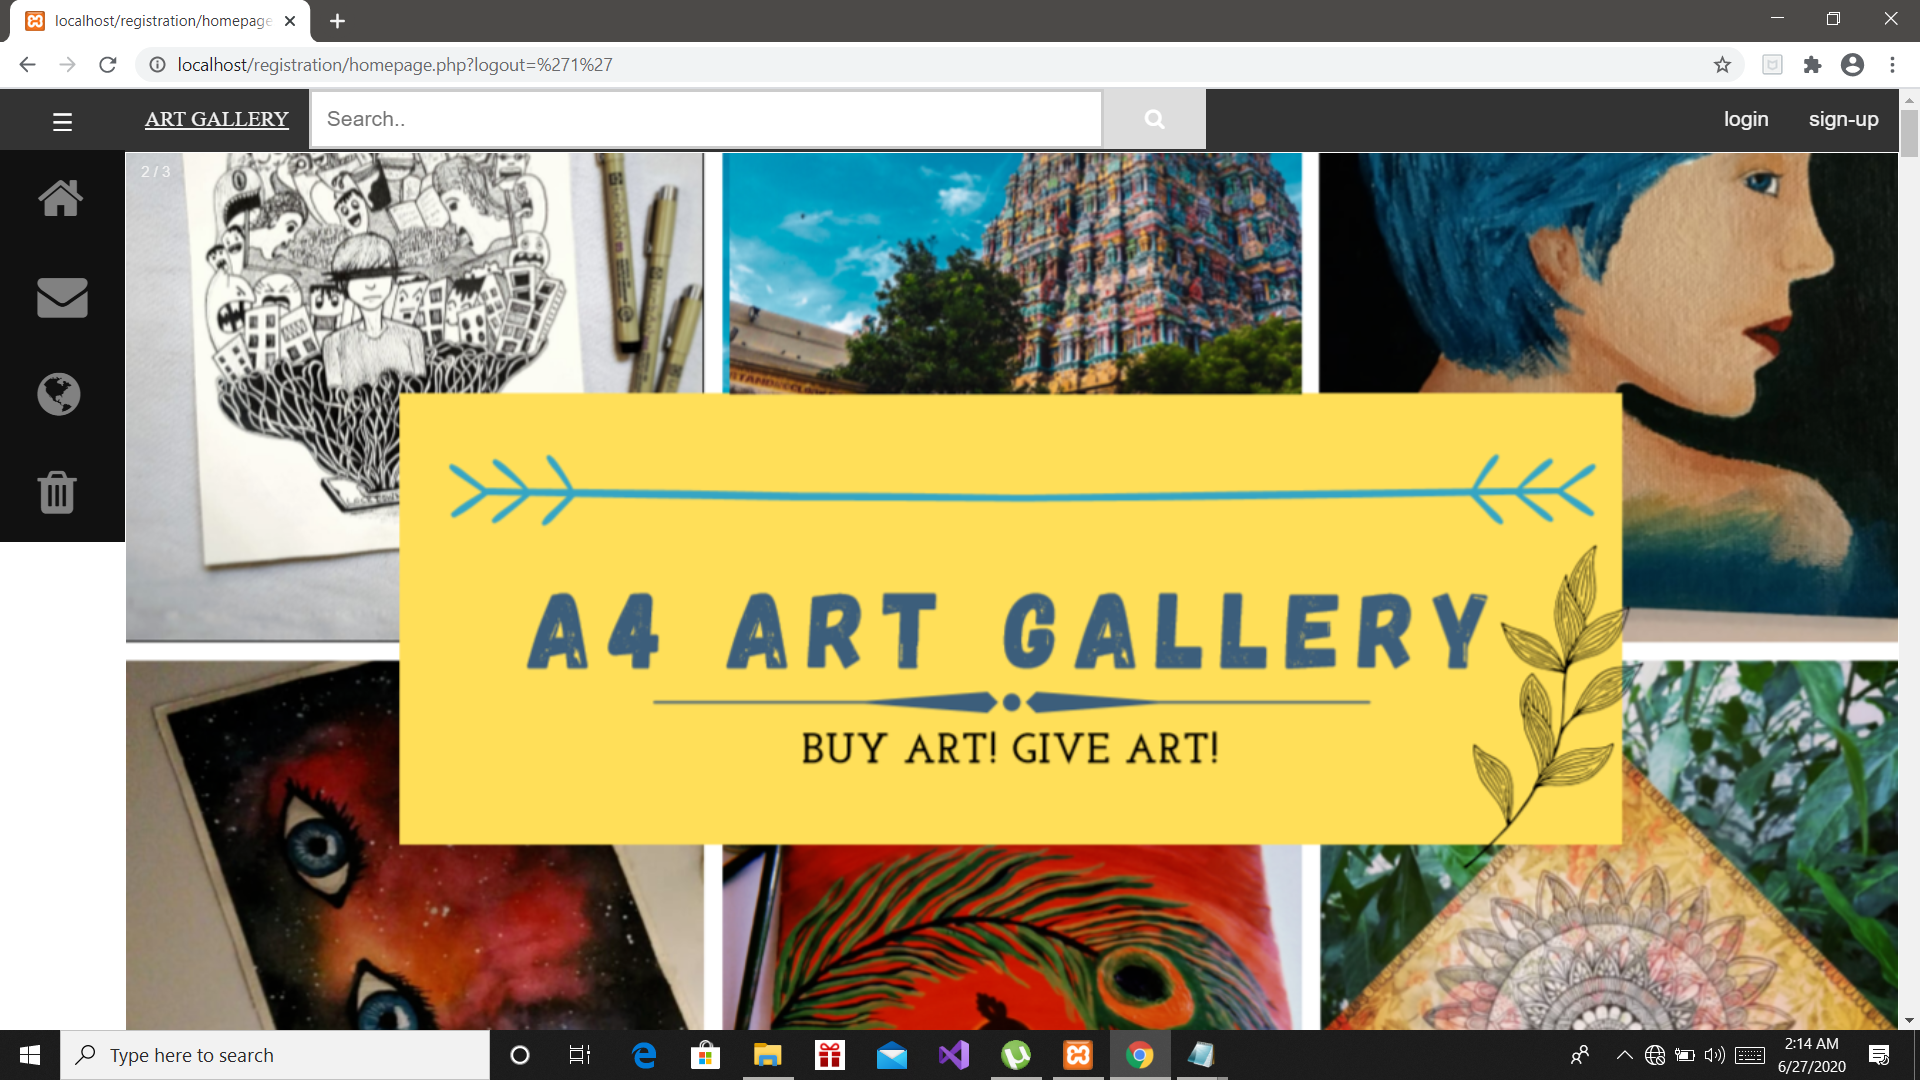 localhost/registration/homepage
localhost/registration/homepage.php?logout=%271%27
ART GALLERY
Search..
login
sign-up
2 / 3
A4 ART GALLERY
BUY ART! GIVE ART!
Type here to search
2:14 AM
6/27/2020